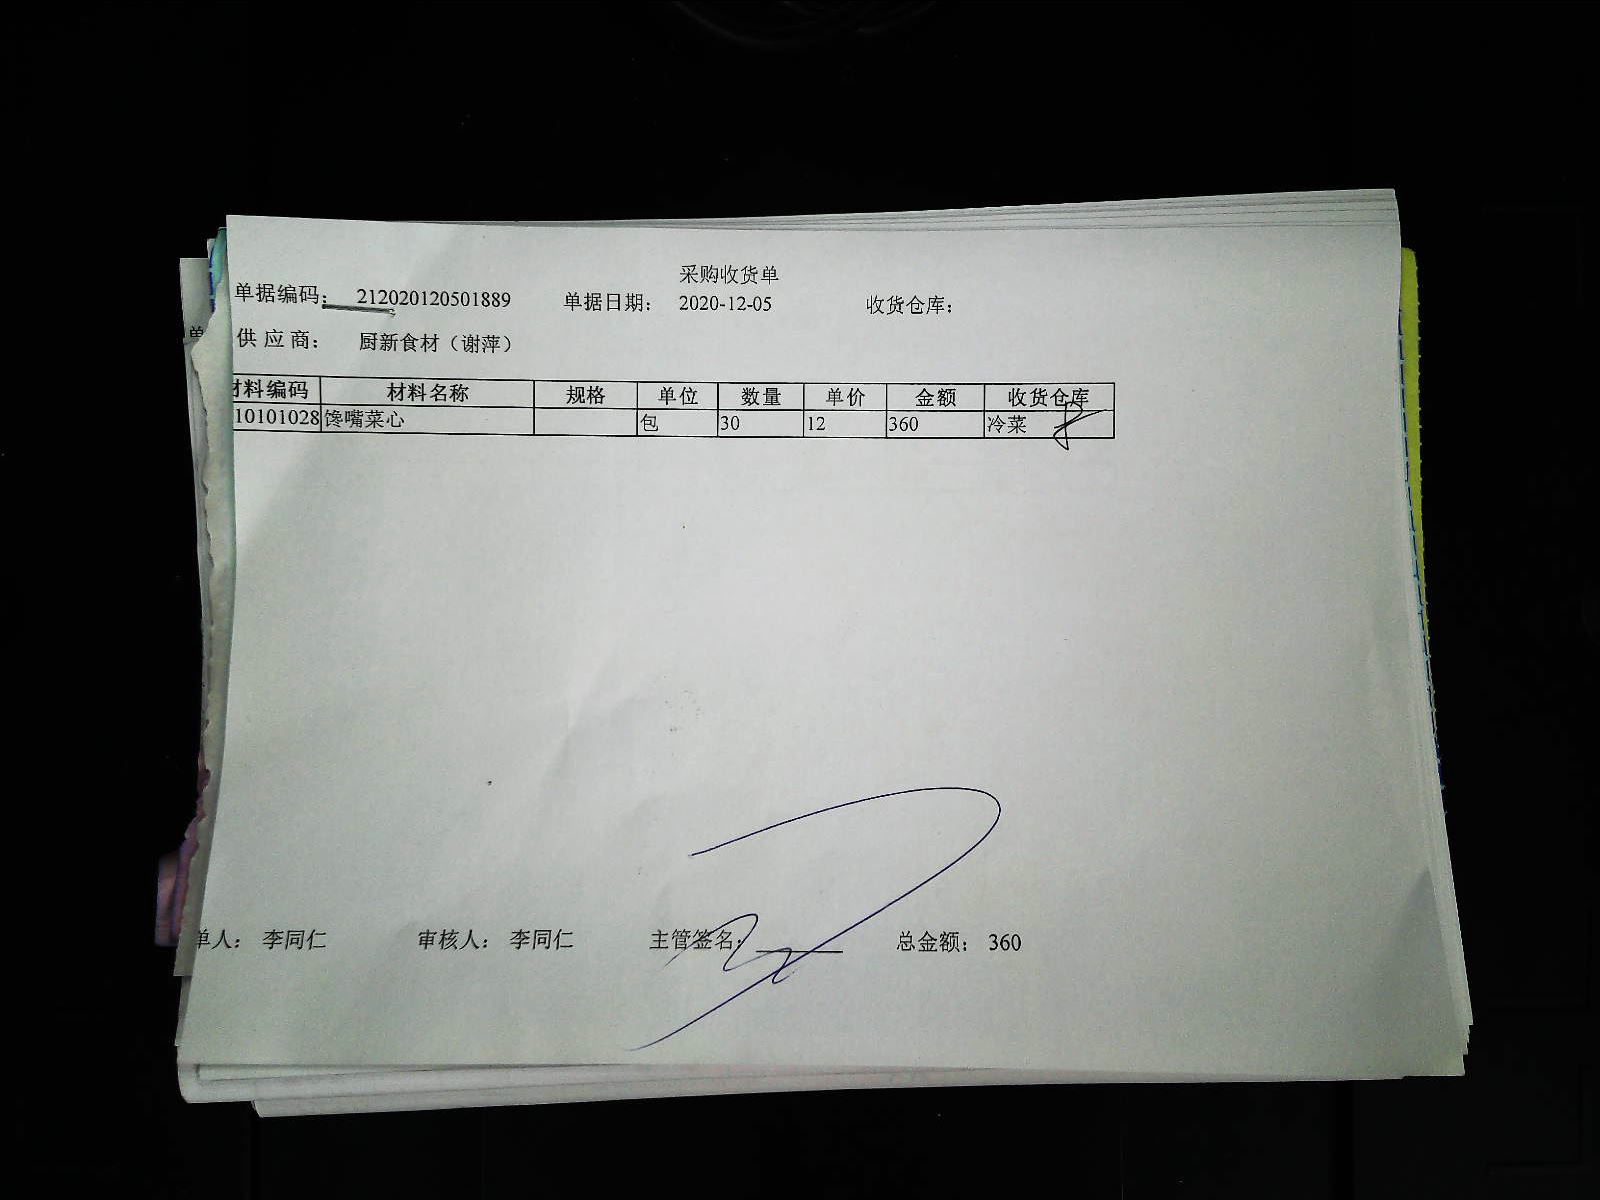 采购收货单
单据编码： 212020120501889 单据日期： 2020-12-05 收货仓库：
供 应 商： 厨新食材（谢萍）
材料编码 材料名称 规格 单位 数量 单价 金额 收货仓库
10101028 馋嘴菜心 包 30 12 360 冷菜
单人： 李同仁 审核人： 李同仁 主管签名： 总金额： 360